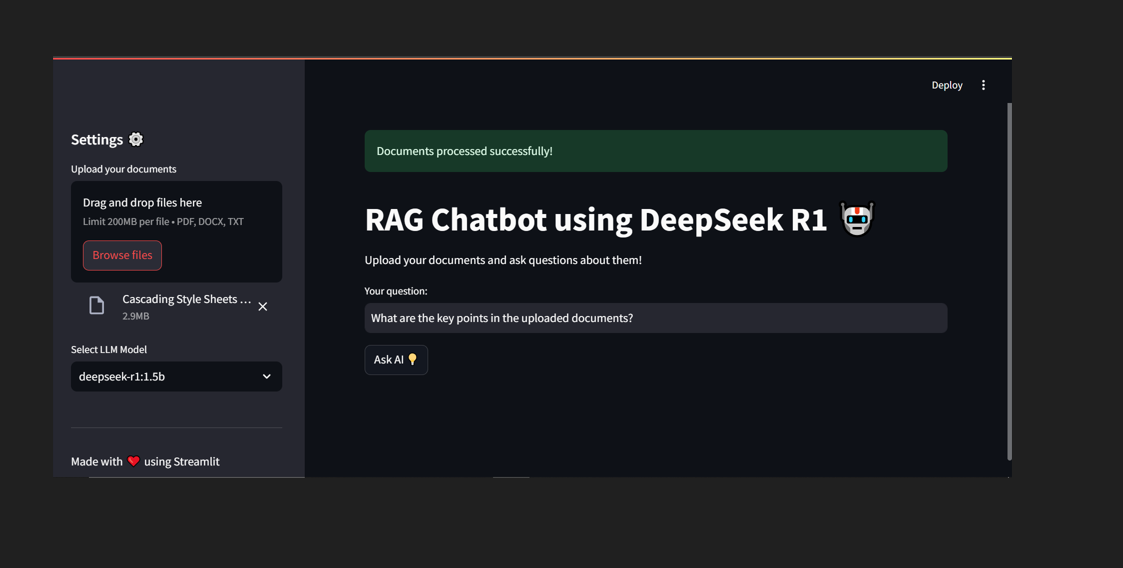 Deploy
Settings ⚙️
Upload your documents
Drag and drop files here
Limit 200MB per file • PDF, DOCX, TXT
Browse files
Cascading Style Sheets ...
2.9MB
Select LLM Model
deepseek-r1:1.5b
Made with ❤️ using Streamlit
Documents processed successfully!
RAG Chatbot using DeepSeek R1 🤖
Upload your documents and ask questions about them!
Your question:
What are the key points in the uploaded documents?
Ask AI 💡